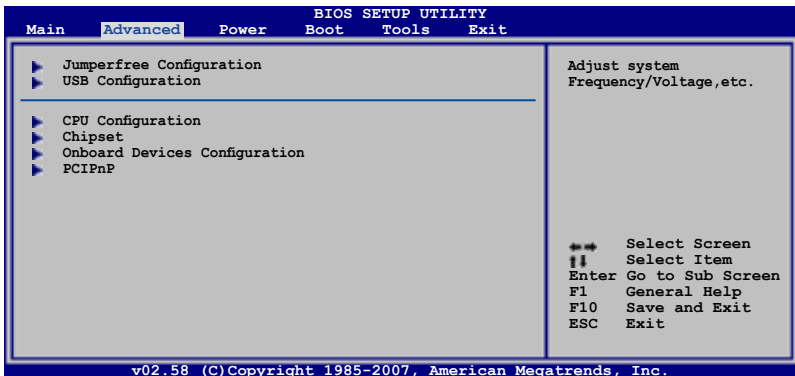 BIOS SETUP UTILITY
Main Advanced Power Boot Tools Exit
Jumperfree Configuration
USB Configuration
CPU Configuration
Chipset
Onboard Devices Configuration
PCIPnP
Adjust system
Frequency/Voltage,etc.
←→ Select Screen
↑↓ Select Item
Enter Go to Sub Screen
F1 General Help
F10 Save and Exit
ESC Exit
v02.58 (C)Copyright 1985-2007, American Megatrends, Inc.